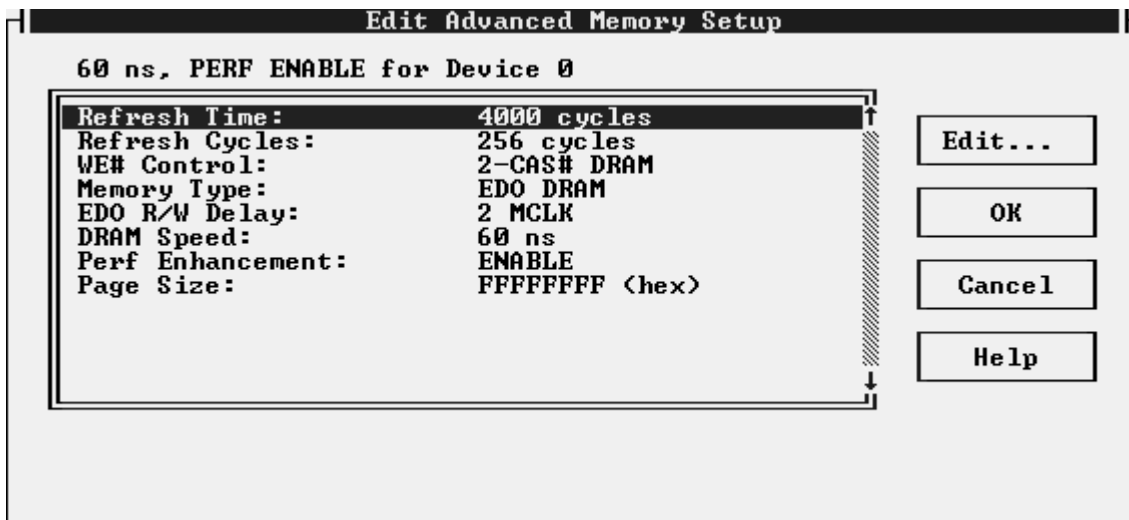 Edit Advanced Memory Setup
60 ns, PERF ENABLE for Device 0
Refresh Time: 4000 cycles
Refresh Cycles: 256 cycles
WE# Control: 2-CAS# DRAM
Memory Type: EDO DRAM
EDO R/W Delay: 2 MCLK
DRAM Speed: 60 ns
Perf Enhancement: ENABLE
Page Size: FFFFFFFF (hex)
Edit...
OK
Cancel
Help